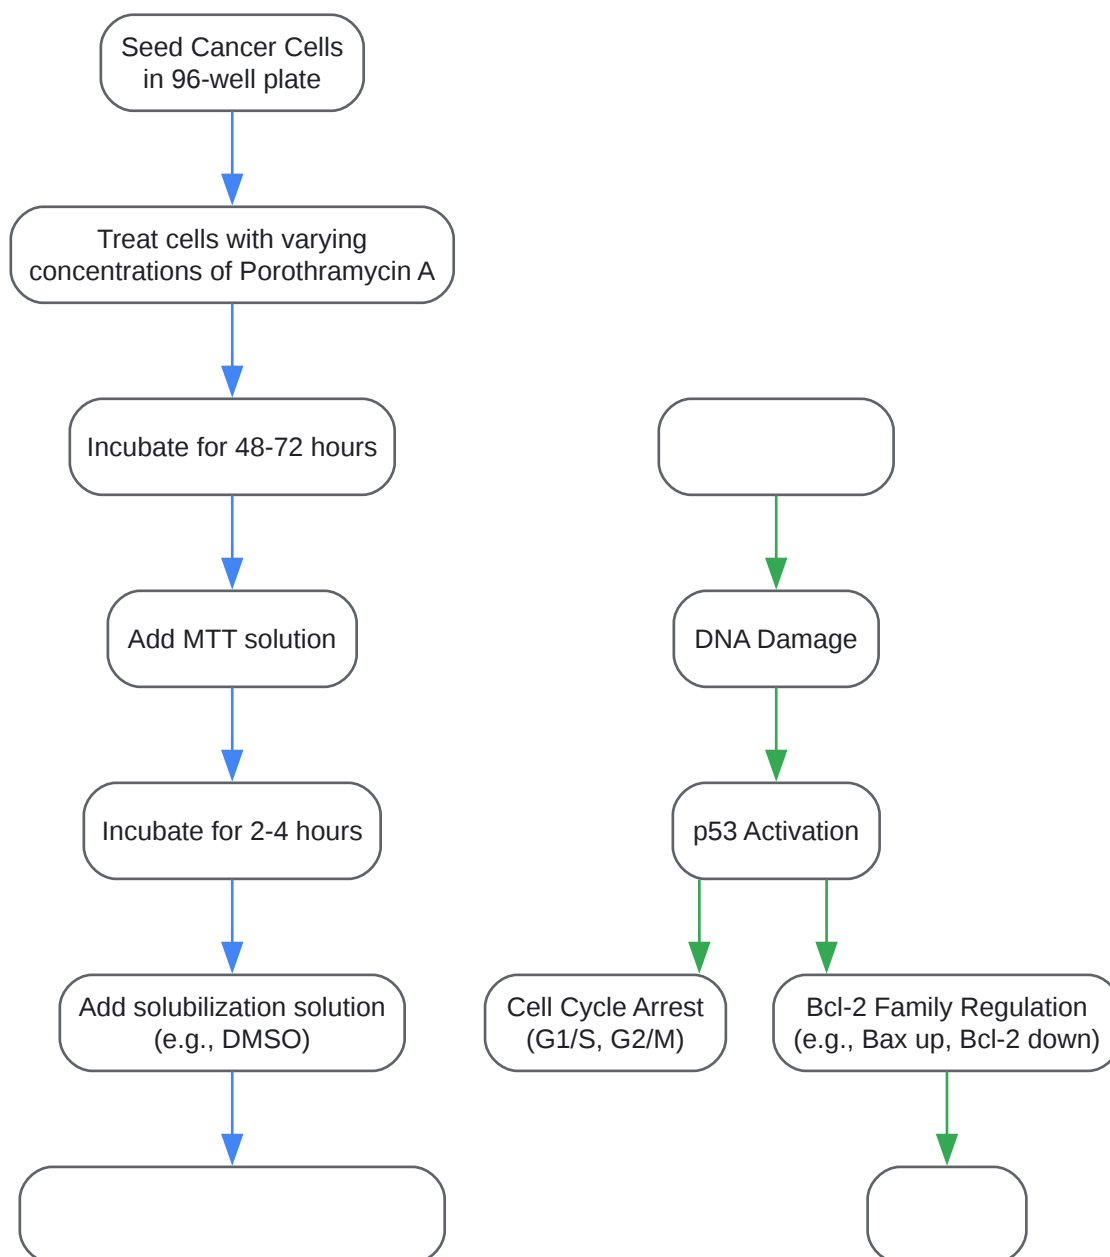 Seed Cancer Cells
in 96-well plate
Treat cells with varying
concentrations of Porothramycin A
Incubate for 48-72 hours
Add MTT solution
Incubate for 2-4 hours
Add solubilization solution
(e.g., DMSO)
DNA Damage
p53 Activation
Cell Cycle Arrest
(G1/S, G2/M)
Bcl-2 Family Regulation
(e.g., Bax up, Bcl-2 down)